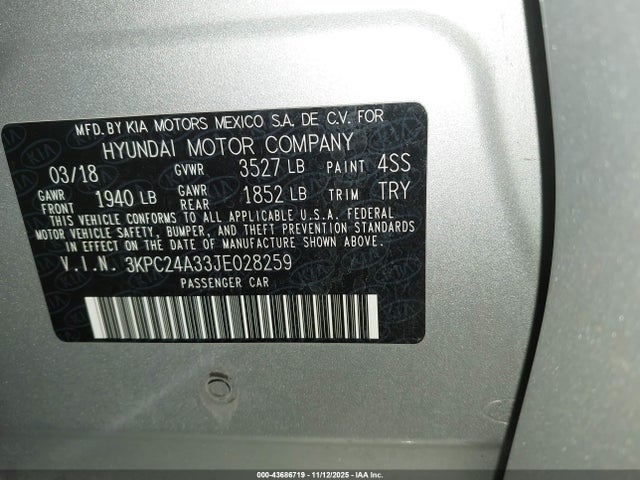 MFD. BY KIA MOTORS MEXICO S.A. DE C.V. FOR
HYUNDAI MOTOR COMPANY
03/18 GVWR 3527 LB PAINT 4SS
GAWR FRONT 1940 LB GAWR REAR 1852 LB TRIM TRY
THIS VEHICLE CONFORMS TO ALL APPLICABLE U.S.A. FEDERAL
MOTOR VEHICLE SAFETY, BUMPER, AND THEFT PREVENTION STANDARDS
IN EFFECT ON THE DATE OF MANUFACTURE SHOWN ABOVE.
V.I.N. 3KPC24A33JE028259
PASSENGER CAR
000-43686719 - 11/12/2025 - IAA Inc.